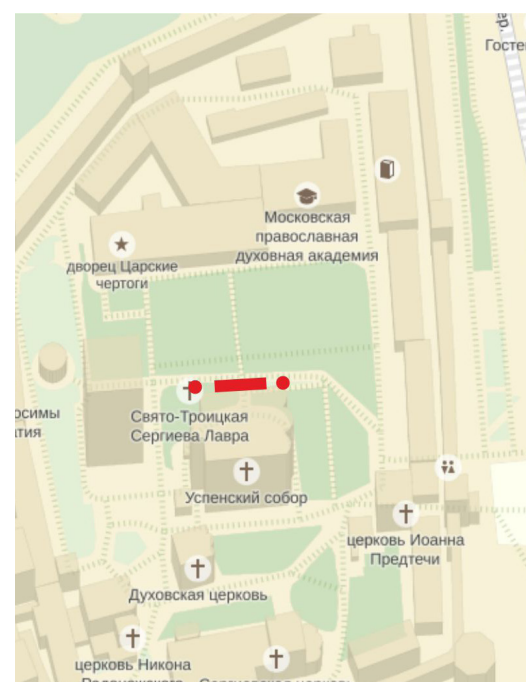 Госте
Московская
православная
духовная академия
дворец Царские
чертоги
осимы
тия
Свято-Троицкая
Сергиева Лавра
Успенский собор
церковь Иоанна
Предтечи
Духовская церковь
церковь Никона